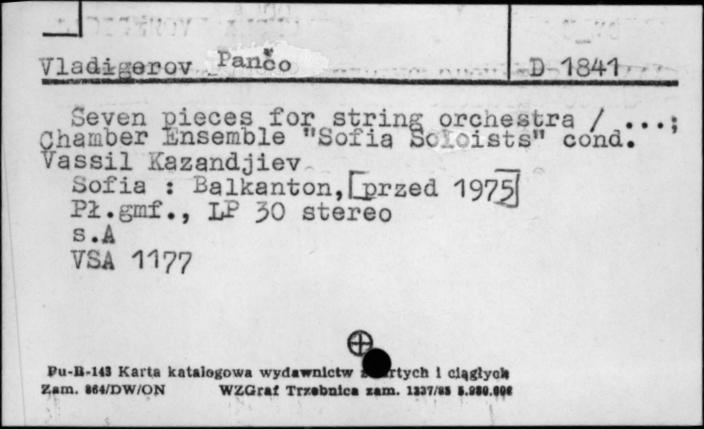 Vladigerov Pančo D 1841
Seven pieces for string orchestra / ...;
Chamber Ensemble "Sofia Soloists" cond.
Vassil Kazandjiev
Sofia : Balkanton, [przed 1975]
Pł.gmf., LP 30 stereo
s.A
VSA 1177
Pu-B-143 Karta katalogowa wydawnictw i ciągłych
Zam. 864/DW/ON WZGraf Trzebnica zam.